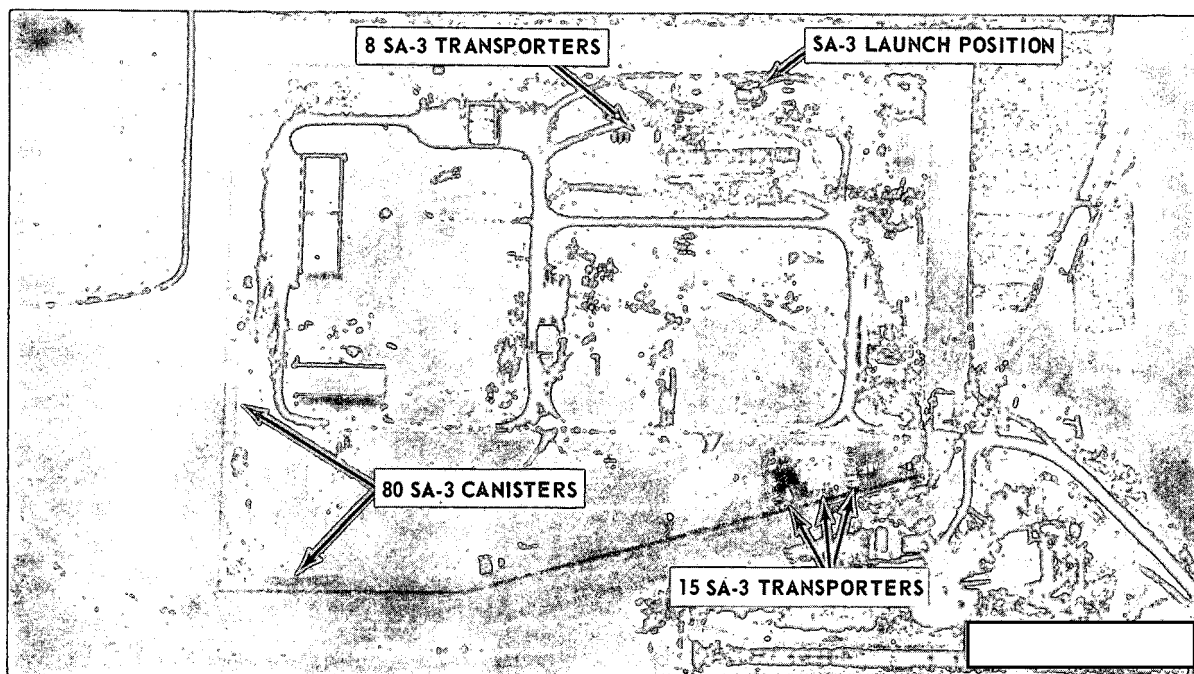 8 SA-3 TRANSPORTERS
SA-3 LAUNCH POSITION
80 SA-3 CANISTERS
15 SA-3 TRANSPORTERS